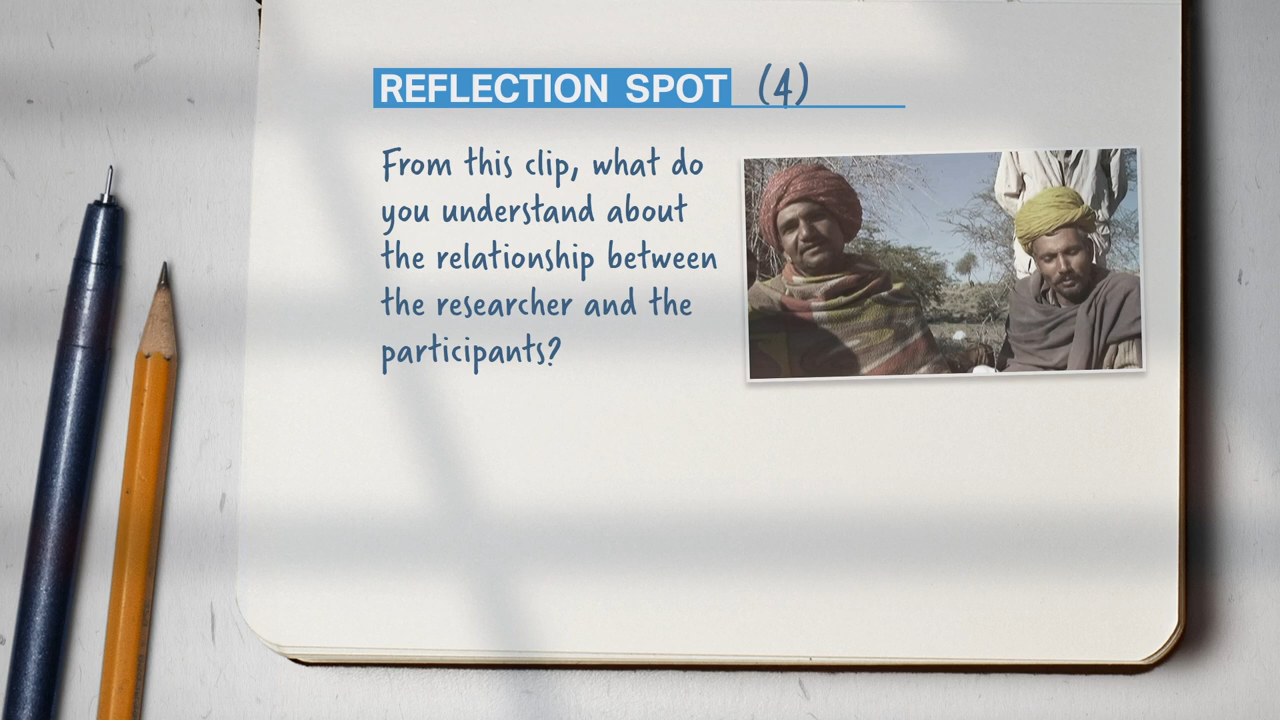 REFLECTION SPOT (4)
From this clip, what do
you understand about
the relationship between
the researcher and the
participants?